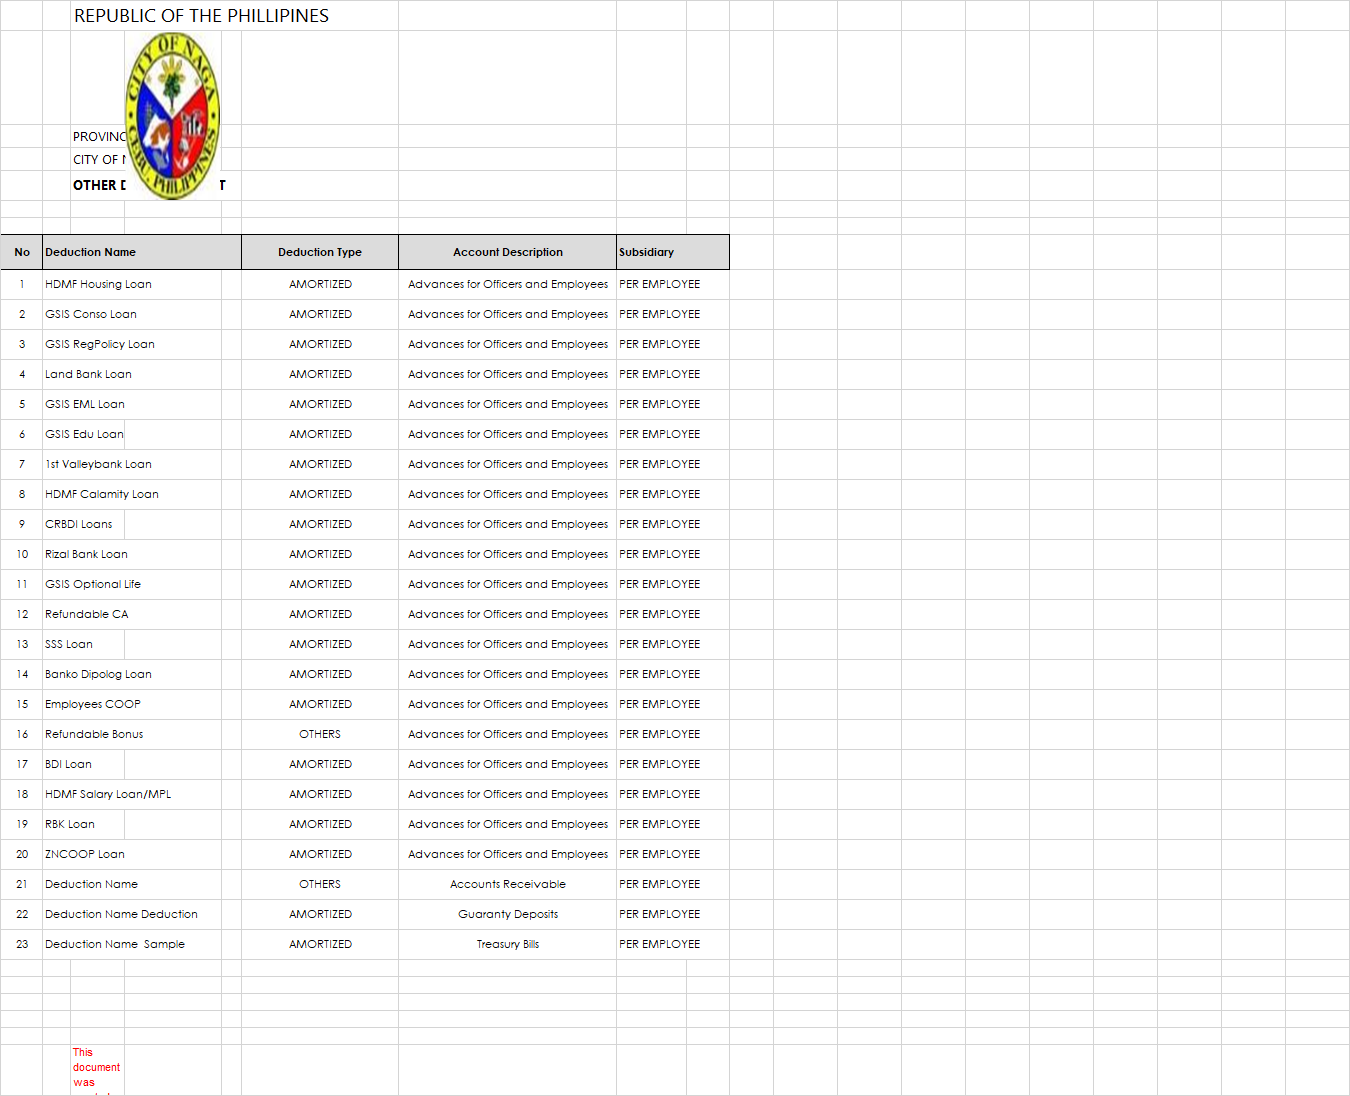 REPUBLIC OF THE PHILLIPINES
CITY OF NAGA
CEBU, PHILIPPINES
PROVINC
CITY OF
OTHER
No Deduction Name Deduction Type Account Description Subsidiary
1 HDMF Housing Loan AMORTIZED Advances for Officers and Employees PER EMPLOYEE
2 GSIS Conso Loan AMORTIZED Advances for Officers and Employees PER EMPLOYEE
3 GSIS RegPolicy Loan AMORTIZED Advances for Officers and Employees PER EMPLOYEE
4 Land Bank Loan AMORTIZED Advances for Officers and Employees PER EMPLOYEE
5 GSIS EML Loan AMORTIZED Advances for Officers and Employees PER EMPLOYEE
6 GSIS Edu Loan AMORTIZED Advances for Officers and Employees PER EMPLOYEE
7 1st Valleybank Loan AMORTIZED Advances for Officers and Employees PER EMPLOYEE
8 HDMF Calamity Loan AMORTIZED Advances for Officers and Employees PER EMPLOYEE
9 CRBDI Loans AMORTIZED Advances for Officers and Employees PER EMPLOYEE
10 Rizal Bank Loan AMORTIZED Advances for Officers and Employees PER EMPLOYEE
11 GSIS Optional Life AMORTIZED Advances for Officers and Employees PER EMPLOYEE
12 Refundable CA AMORTIZED Advances for Officers and Employees PER EMPLOYEE
13 SSS Loan AMORTIZED Advances for Officers and Employees PER EMPLOYEE
14 Banko Dipolog Loan AMORTIZED Advances for Officers and Employees PER EMPLOYEE
15 Employees COOP AMORTIZED Advances for Officers and Employees PER EMPLOYEE
16 Refundable Bonus OTHERS Advances for Officers and Employees PER EMPLOYEE
17 BDI Loan AMORTIZED Advances for Officers and Employees PER EMPLOYEE
18 HDMF Salary Loan/MPL AMORTIZED Advances for Officers and Employees PER EMPLOYEE
19 RBK Loan AMORTIZED Advances for Officers and Employees PER EMPLOYEE
20 ZNCOOP Loan AMORTIZED Advances for Officers and Employees PER EMPLOYEE
21 Deduction Name OTHERS Accounts Receivable PER EMPLOYEE
22 Deduction Name Deduction AMORTIZED Guaranty Deposits PER EMPLOYEE
23 Deduction Name Sample AMORTIZED Treasury Bills PER EMPLOYEE
This
document
was